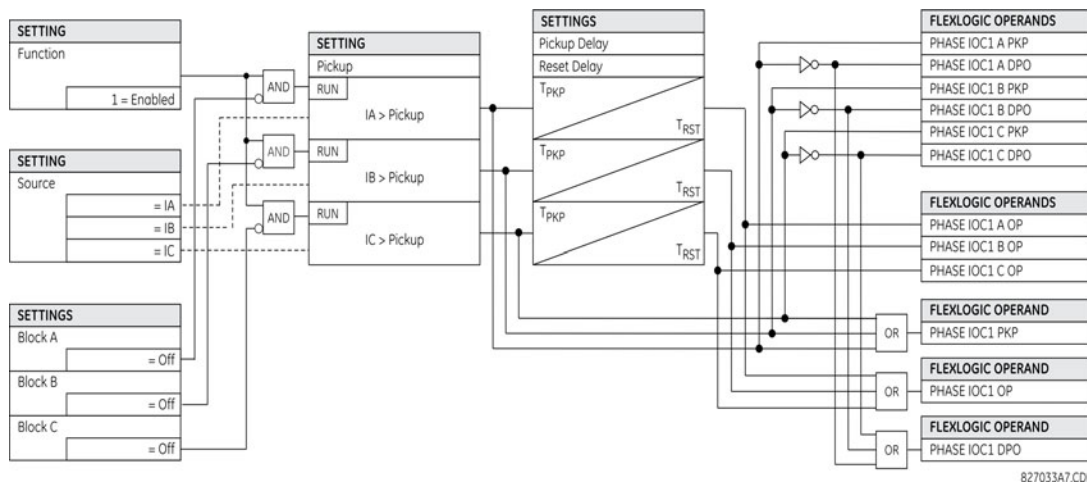 SETTING
Function
1 = Enabled
SETTING
Source
= IA
= IB
= IC
SETTINGS
Block A
= Off
Block B
= Off
Block C
= Off
AND
AND
AND
SETTING
Pickup
RUN
IA > Pickup
RUN
IB > Pickup
RUN
IC > Pickup
SETTINGS
Pickup Delay
Reset Delay
TPKP
TRST
TPKP
TRST
TPKP
TRST
OR
OR
OR
FLEXLOGIC OPERANDS
PHASE IOC1 A PKP
PHASE IOC1 A DPO
PHASE IOC1 B PKP
PHASE IOC1 B DPO
PHASE IOC1 C PKP
PHASE IOC1 C DPO
FLEXLOGIC OPERANDS
PHASE IOC1 A OP
PHASE IOC1 B OP
PHASE IOC1 C OP
FLEXLOGIC OPERAND
PHASE IOC1 PKP
FLEXLOGIC OPERAND
PHASE IOC1 OP
FLEXLOGIC OPERAND
PHASE IOC1 DPO
827033A7.CD